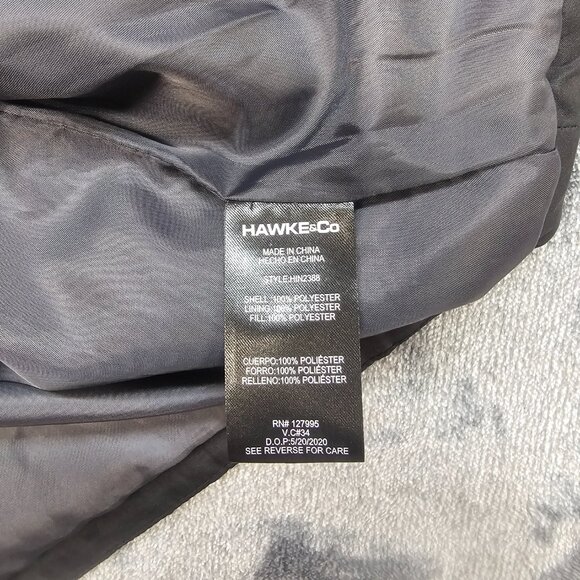 HAWKE&Co
MADE IN CHINA
HECHO EN CHINA
STYLE:HIN2388
SHELL:100% POLYESTER
LINING:100% POLYESTER
FILL:100% POLYESTER
CUERPO:100% POLIÉSTER
FORRO:100% POLIÉSTER
RELLENO:100% POLIÉSTER
RN# 127995
V.C#34
D.O.P:5/20/2020
SEE REVERSE FOR CARE